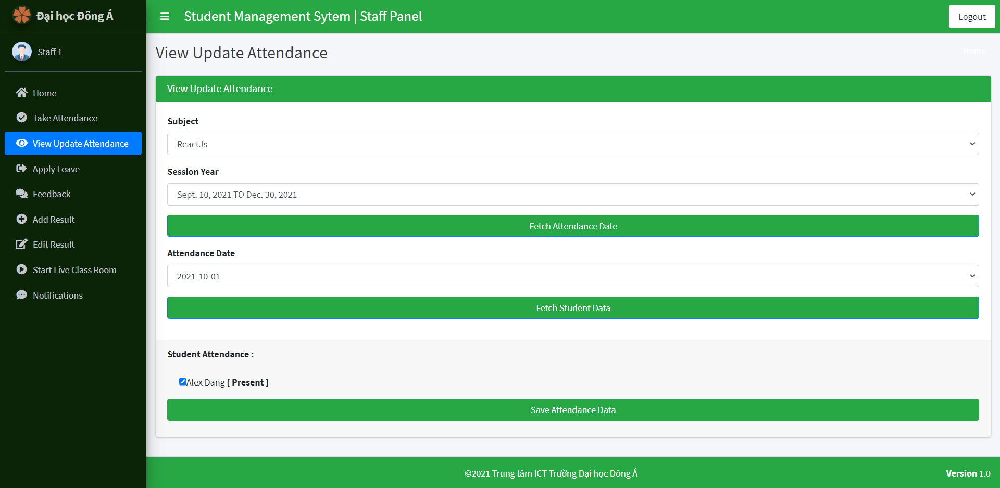 Đại học Đông Á
Student Management Sytem | Staff Panel
Logout
Staff 1
Home
Take Attendance
View Update Attendance
Apply Leave
Feedback
Add Result
Edit Result
Start Live Class Room
Notifications
View Update Attendance
Home
View Update Attendance
Subject
ReactJs
Session Year
Sept. 10, 2021 TO Dec. 30, 2021
Fetch Attendance Date
Attendance Date
2021-10-01
Fetch Student Data
Student Attendance :
Alex Dang [ Present ]
Save Attendance Data
©2021 Trung tâm ICT Trường Đại học Đông Á
Version 1.0